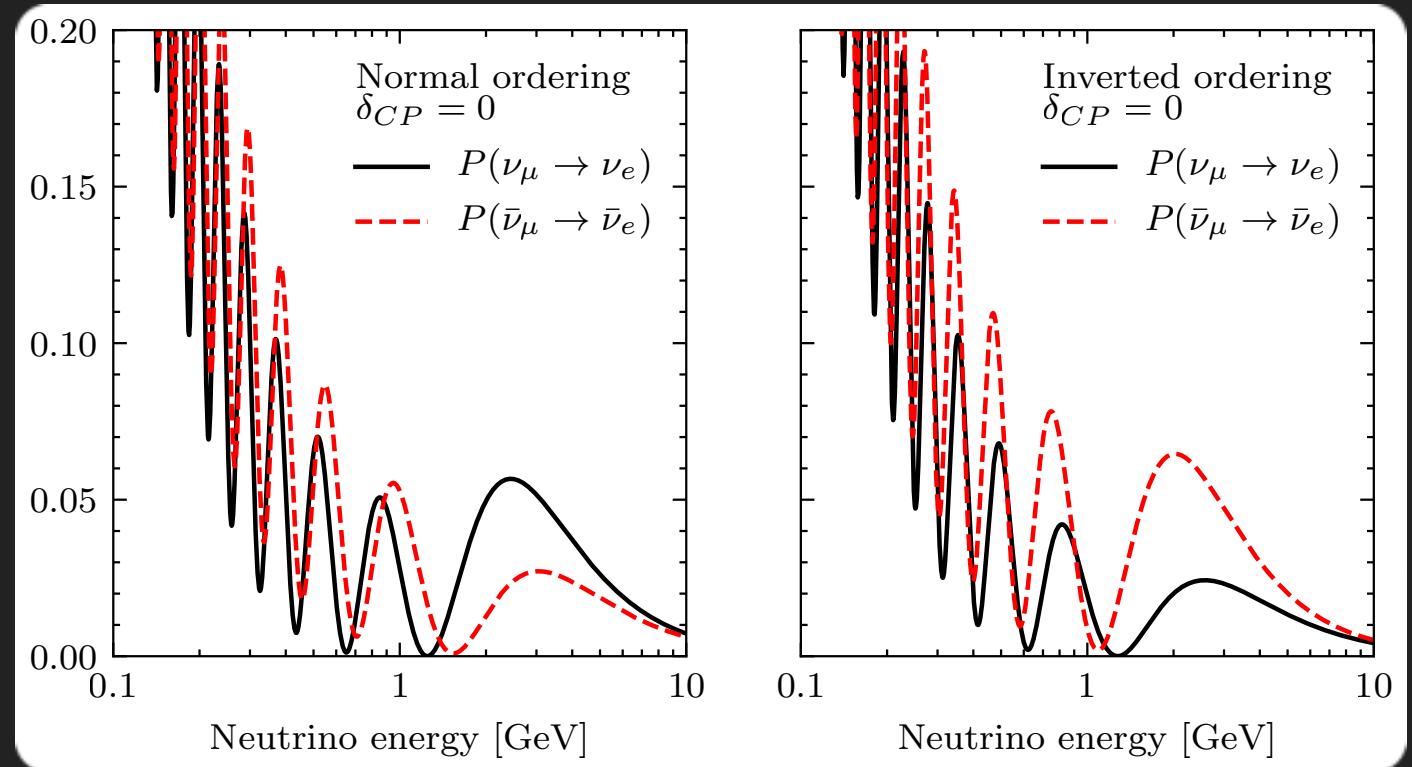 0.20
0.15
0.10
0.05
0.00
Normal ordering
δ_CP = 0
P(ν_μ → ν_e)
P(ν̄_μ → ν̄_e)
0.1 1 10
Neutrino energy [GeV]
Inverted ordering
δ_CP = 0
P(ν_μ → ν_e)
P(ν̄_μ → ν̄_e)
0.1 1 10
Neutrino energy [GeV]